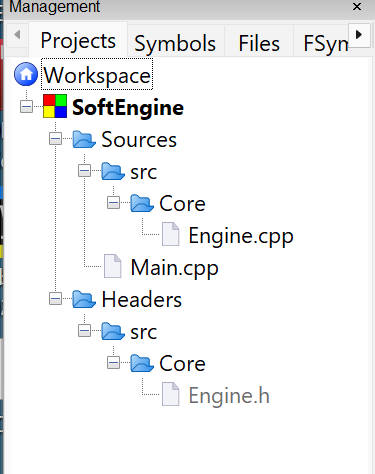 Management
Projects Symbols Files FSym
Workspace
SoftEngine
Sources
src
Core
Engine.cpp
Main.cpp
Headers
src
Core
Engine.h